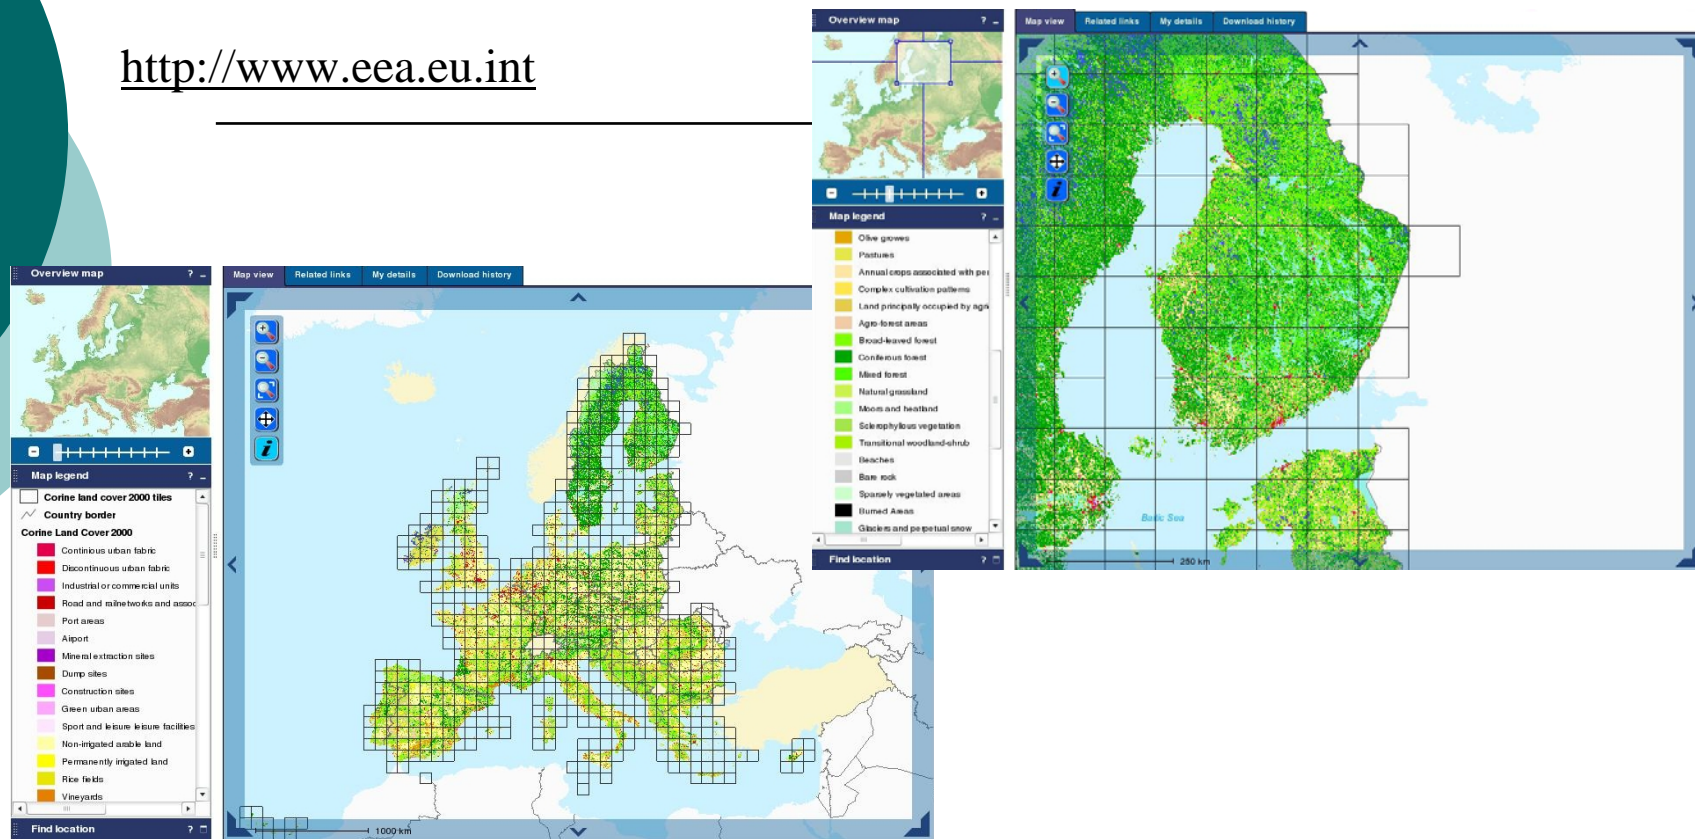 http://www.eea.eu.int
Overview map ? _
Map view Related links My details Download history
Map legend ? _
Corine land cover 2000 tiles
Country border
Corine Land Cover 2000
Continious urban fabric
Discontinuous urban fabric
Industrial or commercial units
Road and railnetworks and assoc
Port areas
Airport
Mineral extraction sites
Dump sites
Construction sites
Green urban areas
Sport and leisure leisure facilities
Non-irrigated arable land
Permanently irrigated land
Rice fields
Vineyards
Find location ?
1000 km
Overview map ? _
Map view Related links My details Download history
Map legend ? _
Olive growes
Pastures
Annual crops associated with per
Complex cultivation patterns
Land principally occupied by agri
Agro-forest areas
Broad-leaved forest
Coniferous forest
Mixed forest
Natural grassland
Moors and heatland
Sclerophyllous vegetation
Transitional woodland-shrub
Beaches
Bare rock
Sparsely vegetated areas
Burned Areas
Glaciers and perpetual snow
Find location ?
Baltic Sea
250 km